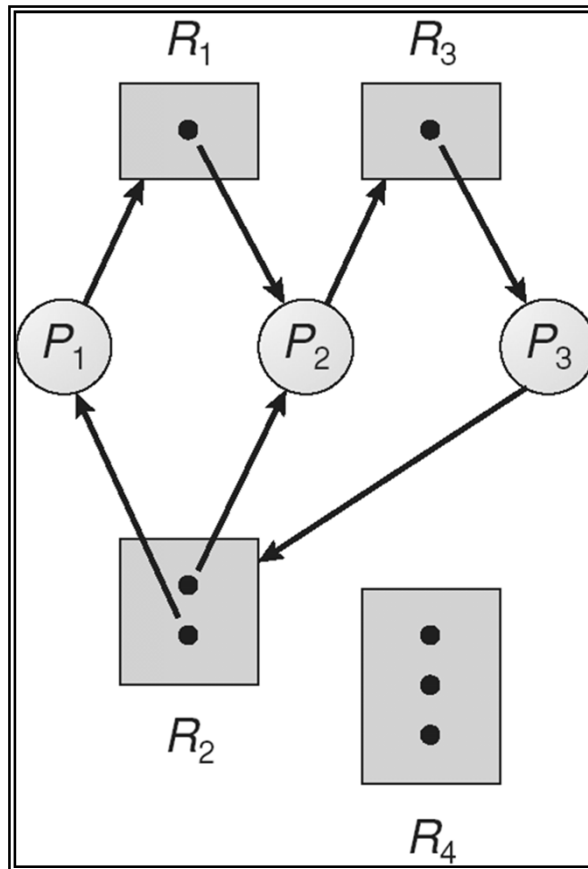 R₁ R₃
P₁ P₂ P₃
R₂
R₄